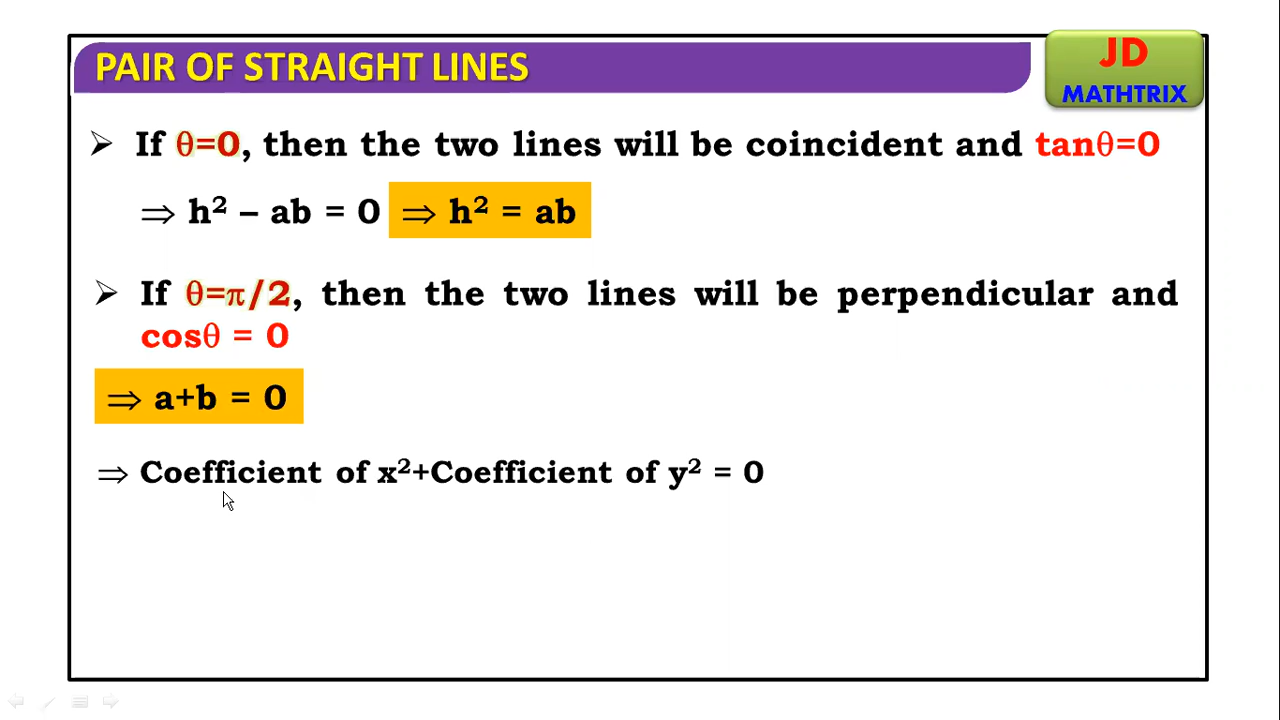 PAIR OF STRAIGHT LINES
JD
MATHTRIX
➢ If θ=0, then the two lines will be coincident and tanθ=0
⇒ h² – ab = 0 ⇒ h² = ab
➢ If θ=π/2, then the two lines will be perpendicular and
cosθ = 0
⇒ a+b = 0
⇒ Coefficient of x²+Coefficient of y² = 0